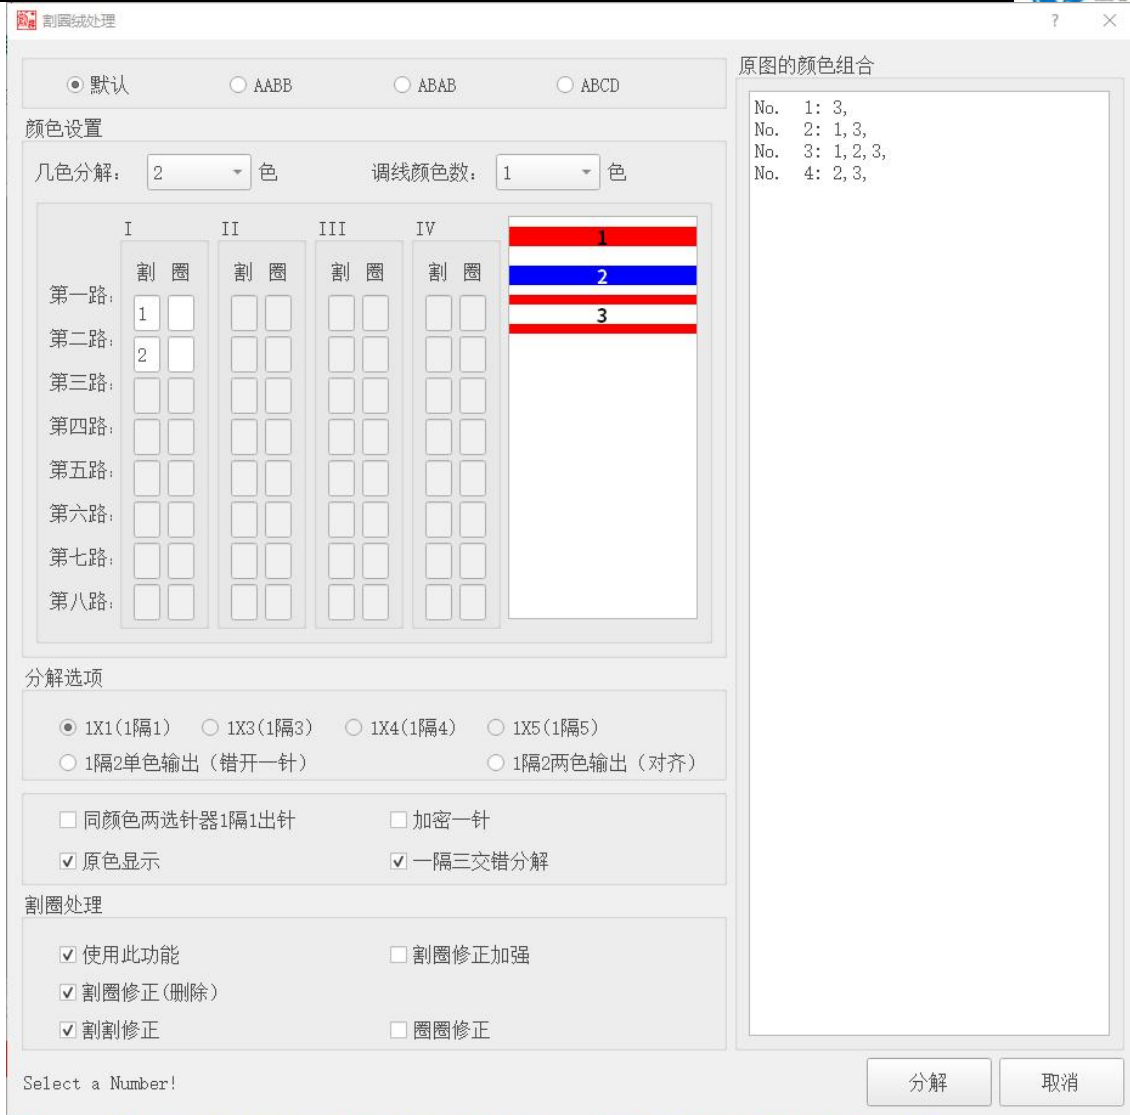 割圈绒处理
? ×
默认 AABB ABAB ABCD
颜色设置
几色分解: 2 色 调线颜色数: 1 色
I II III IV
割 圈 割 圈 割 圈 割 圈
第一路: 1
第二路: 2
第三路:
第四路:
第五路:
第六路:
第七路:
第八路:
1
2
3
分解选项
1X1(1隔1) 1X3(1隔3) 1X4(1隔4) 1X5(1隔5)
1隔2单色输出（错开一针） 1隔2两色输出（对齐）
同颜色两选针器1隔1出针 加密一针
原色显示 一隔三交错分解
割圈处理
使用此功能 割圈修正加强
割圈修正(删除)
割割修正 圈圈修正
Select a Number!
原图的颜色组合
No. 1: 3,
No. 2: 1,3,
No. 3: 1,2,3,
No. 4: 2,3,
分解 取消